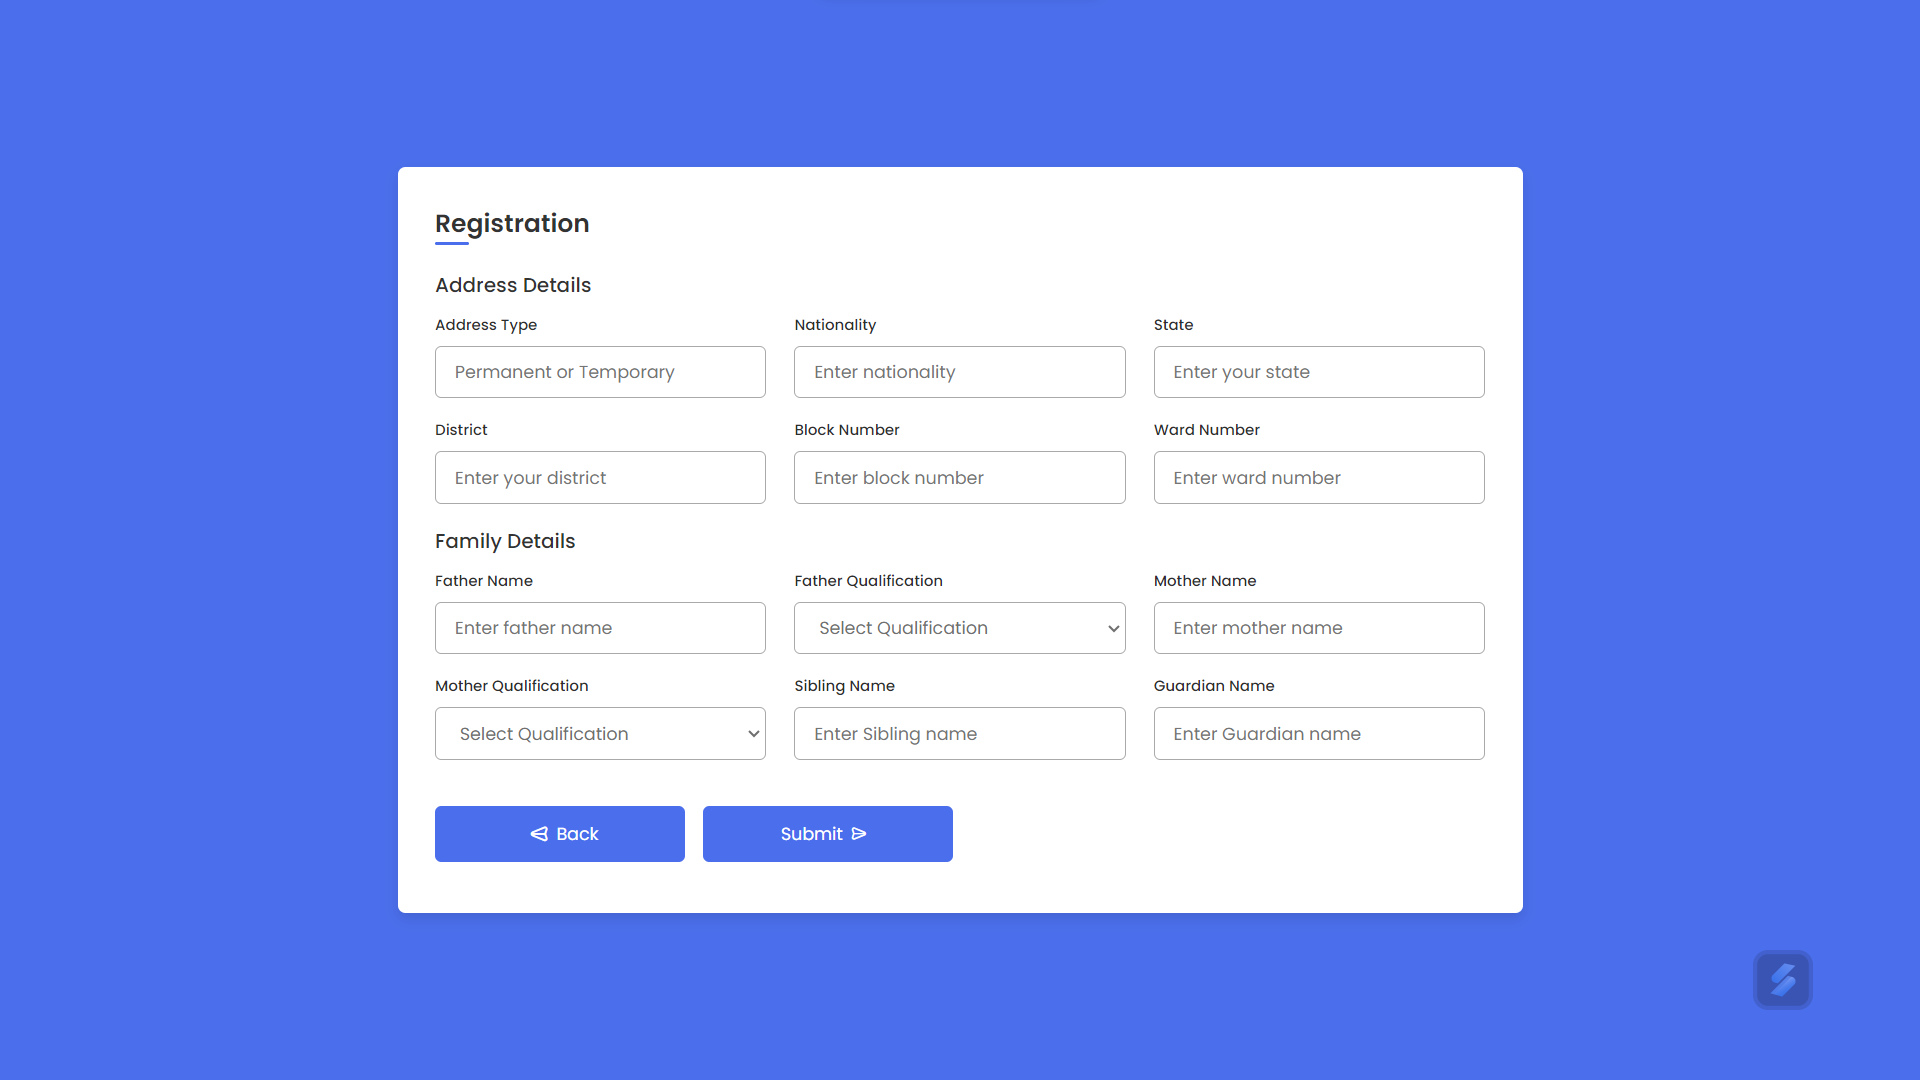 Registration
Address Details
Address Type Nationality State
Permanent or Temporary Enter nationality Enter your state
District Block Number Ward Number
Enter your district Enter block number Enter ward number
Family Details
Father Name Father Qualification Mother Name
Enter father name Select Qualification Enter mother name
Mother Qualification Sibling Name Guardian Name
Select Qualification Enter Sibling name Enter Guardian name
Back Submit